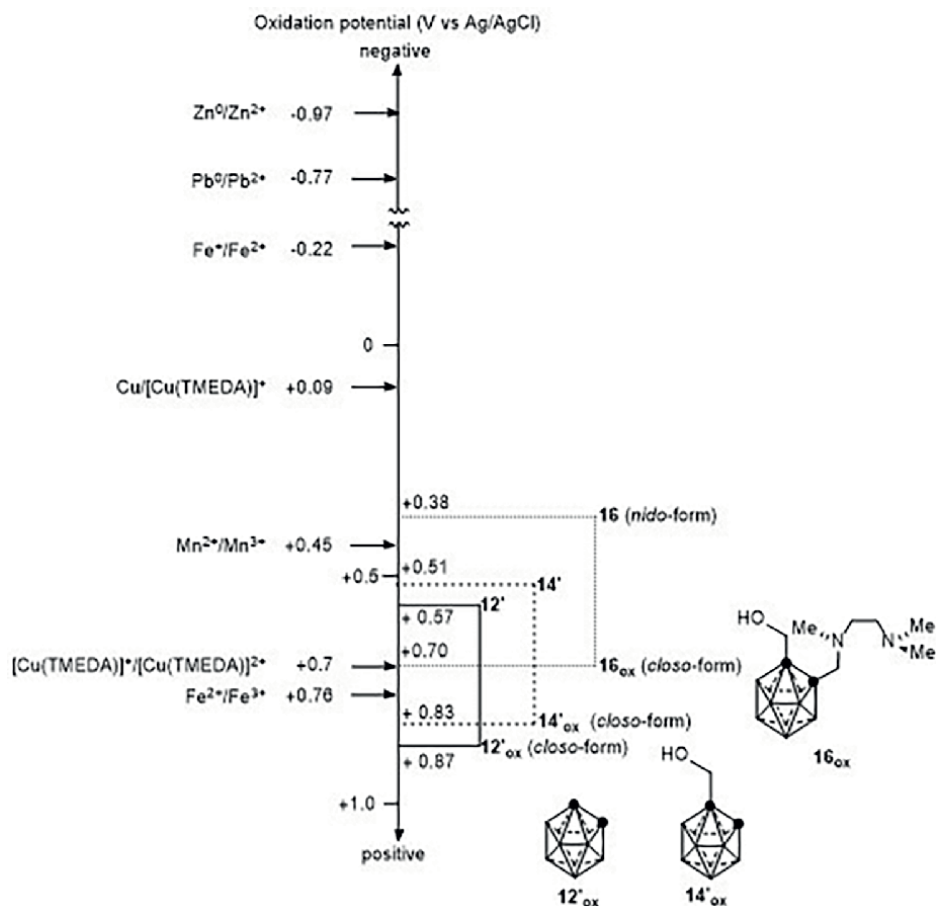 Oxidation potential (V vs Ag/AgCl)
negative
Zn⁰/Zn²⁺ -0.97
Pb⁰/Pb²⁺ -0.77
Fe⁺/Fe²⁺ -0.22
0
Cu/[Cu(TMEDA)]⁺ +0.09
+0.38
16 (nido-form)
Mn²⁺/Mn³⁺ +0.45
+0.51
+0.5
14'
12'
+ 0.57
+0.70
[Cu(TMEDA)]⁺/[Cu(TMEDA)]²⁺ +0.7
16ox (closo-form)
Fe²⁺/Fe³⁺ +0.76
+ 0.83
14'ox (closo-form)
12'ox (closo-form)
+ 0.87
+1.0
positive
HO
Me
N
N
Me
Me
16ox
HO
12'ox
14'ox